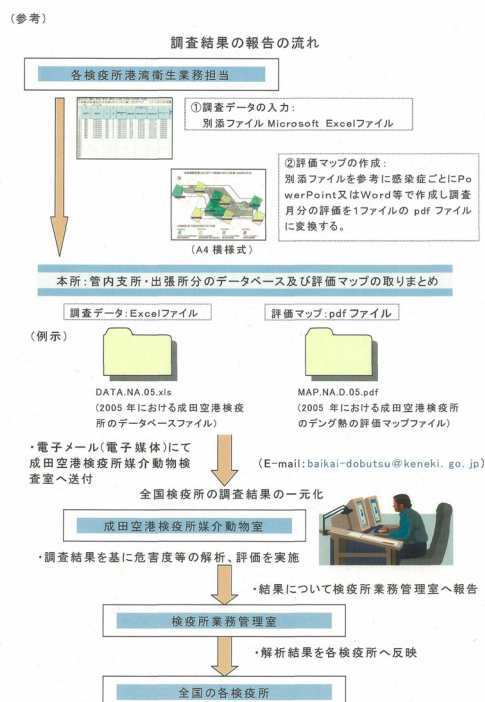 (参考)
調査結果の報告の流れ
各検疫所港湾衛生業務担当
①調査データの入力:
別添ファイル Microsoft Excelファイル
②評価マップの作成:
別添ファイルを参考に感染症ごとにPo
werPoint又はWord等で作成し調査
月分の評価を1ファイルの pdf ファイル
に変換する。
(A4 横様式)
本所:管内支所・出張所分のデータベース及び評価マップの取りまとめ
調査データ:Excelファイル
評価マップ:pdf ファイル
(例示)
DATA.NA.05.xls
(2005 年における成田空港検疫
所のデータベースファイル)
MAP.NA.D.05.pdf
(2005 年における成田空港検疫所
のデング熱の評価マップファイル)
・電子メール(電子媒体)にて
成田空港検疫所媒介動物検
査室へ送付
(E-mail:baikai-dobutsu@keneki. go. jp)
全国検疫所の調査結果の一元化
成田空港検疫所媒介動物室
・調査結果を基に危害度等の解析、評価を実施
・結果について検疫所業務管理室へ報告
検疫所業務管理室
・解析結果を各検疫所へ反映
全国の各検疫所